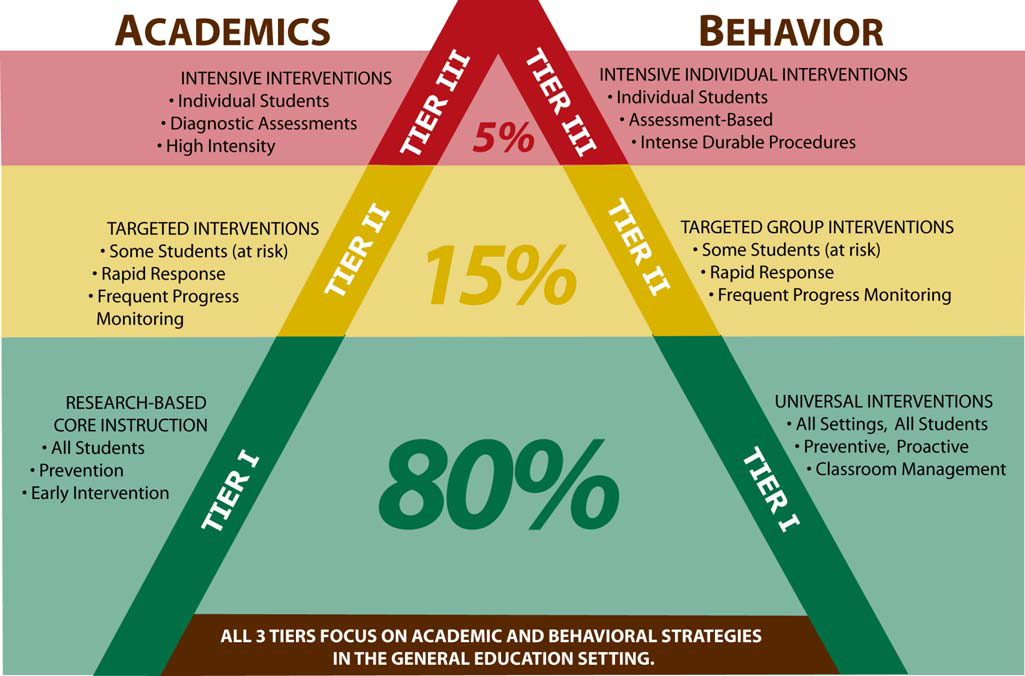 ACADEMICS
BEHAVIOR
INTENSIVE INTERVENTIONS
• Individual Students
• Diagnostic Assessments
• High Intensity
TIER III
5%
TIER III
INTENSIVE INDIVIDUAL INTERVENTIONS
• Individual Students
• Assessment-Based
• Intense Durable Procedures
TARGETED INTERVENTIONS
• Some Students (at risk)
• Rapid Response
• Frequent Progress
Monitoring
TIER II
15%
TIER II
TARGETED GROUP INTERVENTIONS
• Some Students (at risk)
• Rapid Response
• Frequent Progress Monitoring
RESEARCH-BASED
CORE INSTRUCTION
• All Students
• Prevention
• Early Intervention
TIER I
80%
TIER I
UNIVERSAL INTERVENTIONS
• All Settings, All Students
• Preventive, Proactive
• Classroom Management
ALL 3 TIERS FOCUS ON ACADEMIC AND BEHAVIORAL STRATEGIES
IN THE GENERAL EDUCATION SETTING.